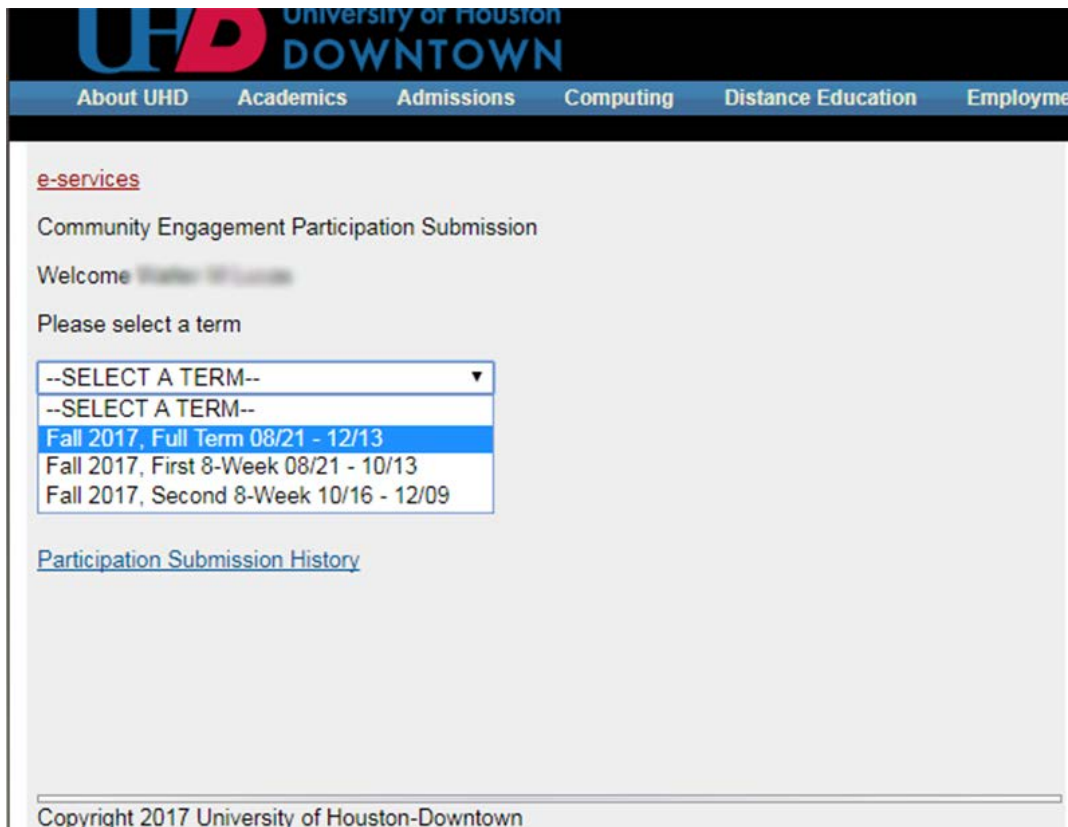 UHD University of Houston
DOWNTOWN
About UHD Academics Admissions Computing Distance Education Employme
e-services
Community Engagement Participation Submission
Welcome
Please select a term
--SELECT A TERM--
--SELECT A TERM--
Fall 2017, Full Term 08/21 - 12/13
Fall 2017, First 8-Week 08/21 - 10/13
Fall 2017, Second 8-Week 10/16 - 12/09
Participation Submission History
Copyright 2017 University of Houston-Downtown